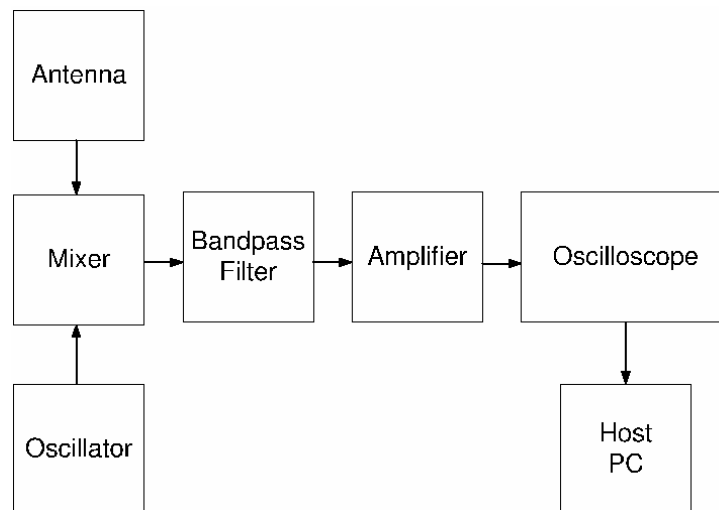 Antenna
Mixer
Bandpass
Filter
Amplifier
Oscilloscope
Oscillator
Host
PC